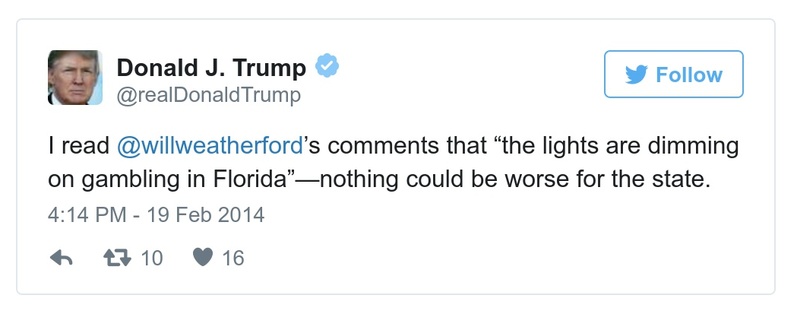 Donald J. Trump
@realDonaldTrump
Follow
I read @willweatherford's comments that “the lights are dimming
on gambling in Florida”—nothing could be worse for the state.
4:14 PM - 19 Feb 2014
10 16